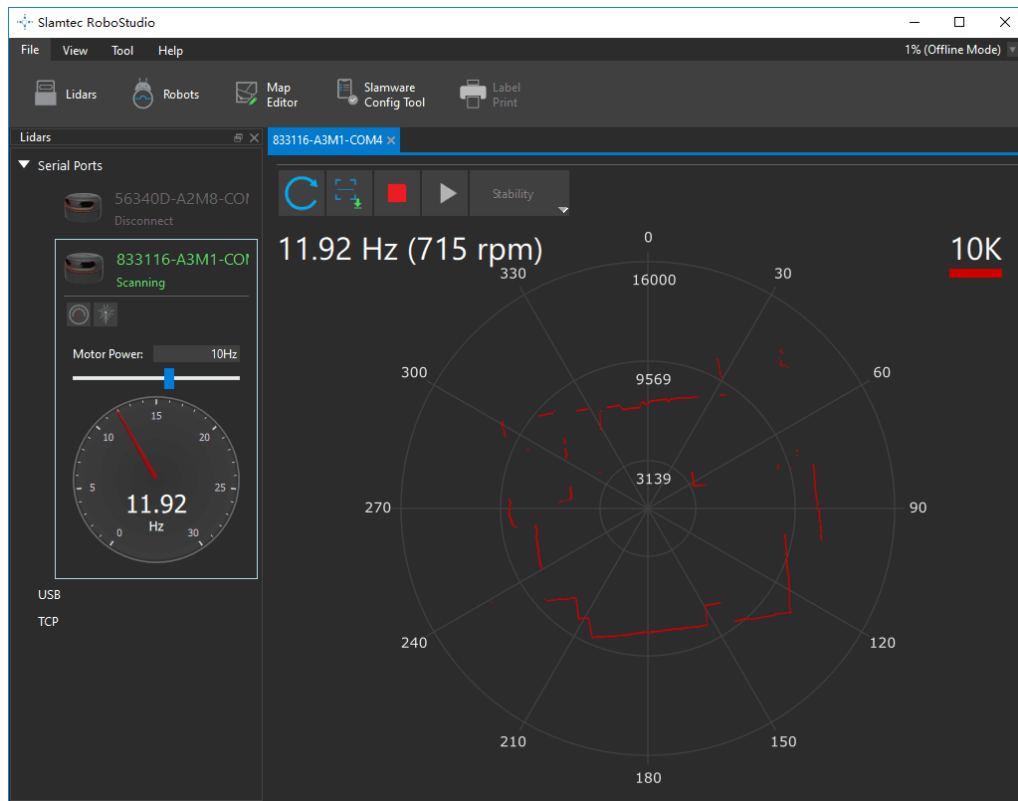 Slamtec RoboStudio
File View Tool Help 1% (Offline Mode)
Lidars Robots Map Editor Slamware Config Tool Label Print
Lidars
833116-A3M1-COM4
Serial Ports
56340D-A2M8-COM
Disconnect
833116-A3M1-COM
Scanning
Motor Power: 10Hz
0 5 10 15 20 25 30
11.92
Hz
USB
TCP
Stability
11.92 Hz (715 rpm)
10K
0
330 30
16000
300 60
9569
3139
270 90
240 120
210 150
180